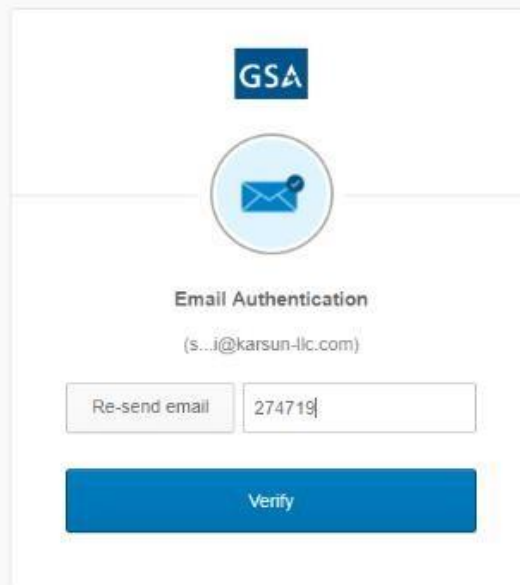 GSA
Email Authentication
(s...i@karsun-llc.com)
Re-send email 274719
Verify